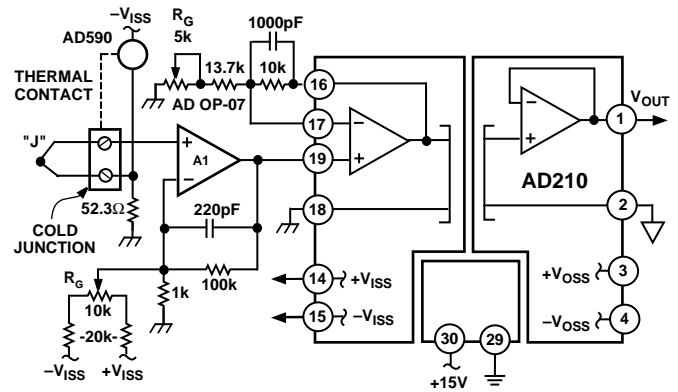 −VISS
AD590
THERMAL
CONTACT
"J"
COLD
JUNCTION
52.3Ω
RG
5k
13.7k
1000pF
10k
AD OP-07
+
A1
−
220pF
100k
1k
RG
10k
-20k-
−VISS
+VISS
16
17
19
18
14
+VISS
15
−VISS
−
+
30
+15V
29
−
+
AD210
1
VOUT
2
+VOSS
3
−VOSS
4